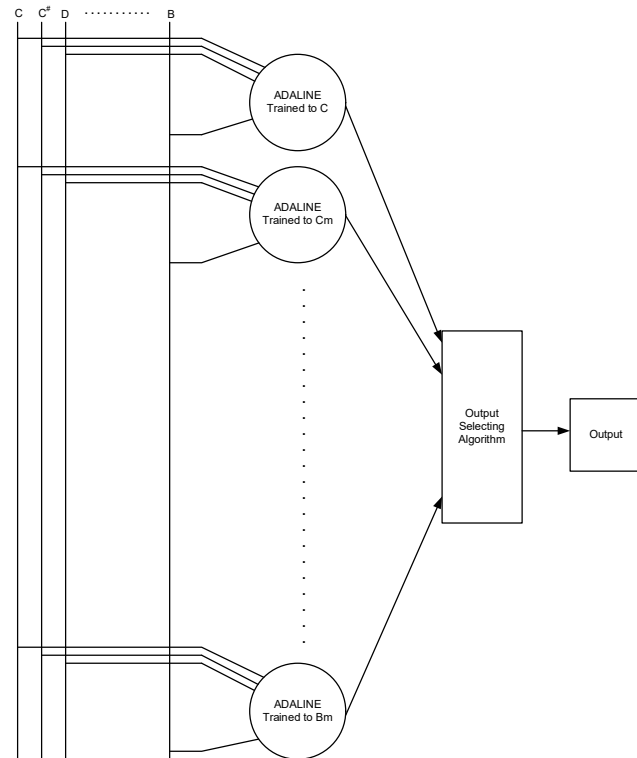 C C# D ........... B
ADALINE
Trained to C
ADALINE
Trained to Cm
Output
Selecting
Algorithm
Output
ADALINE
Trained to Bm